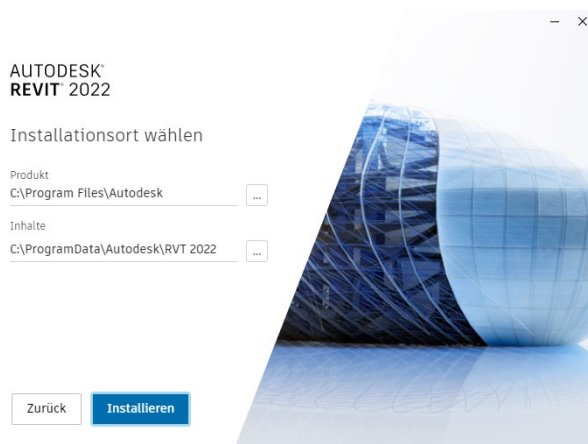 AUTODESK®
REVIT® 2022
Installationsort wählen
Produkt
C:\Program Files\Autodesk
...
Inhalte
C:\ProgramData\Autodesk\RVT 2022
...
Zurück
Installieren